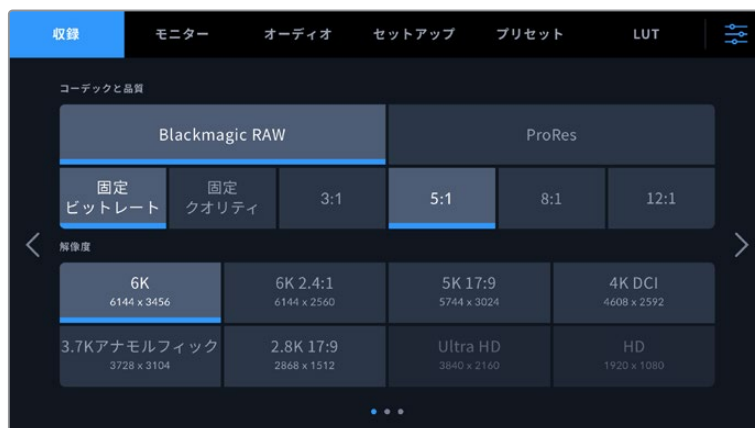 収録 モニター オーディオ セットアップ プリセット LUT
コーデックと品質
Blackmagic RAW ProRes
固定 ビットレート 固定 クオリティ 3:1 5:1 8:1 12:1
解像度
6K 6K 2.4:1 5K 17:9 4K DCI
6144 x 3456 6144 x 2560 5744 x 3024 4608 x 2592
3.7Kアナモルフィック 2.8K 17:9 Ultra HD HD
3728 x 3104 2868 x 1512 3840 x 2160 1920 x 1080